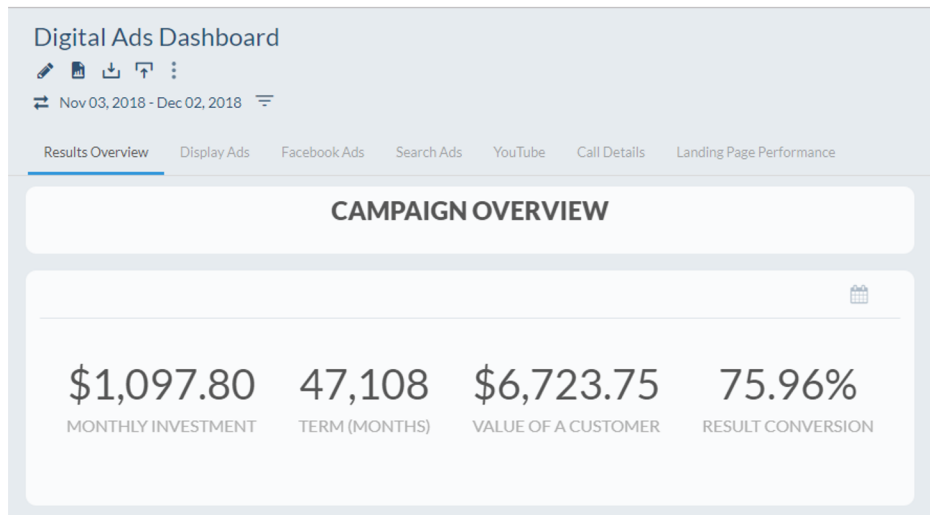 Digital Ads Dashboard
Nov 03, 2018 - Dec 02, 2018
Results Overview Display Ads Facebook Ads Search Ads YouTube Call Details Landing Page Performance
CAMPAIGN OVERVIEW
$1,097.80 47,108 $6,723.75 75.96%
MONTHLY INVESTMENT TERM (MONTHS) VALUE OF A CUSTOMER RESULT CONVERSION